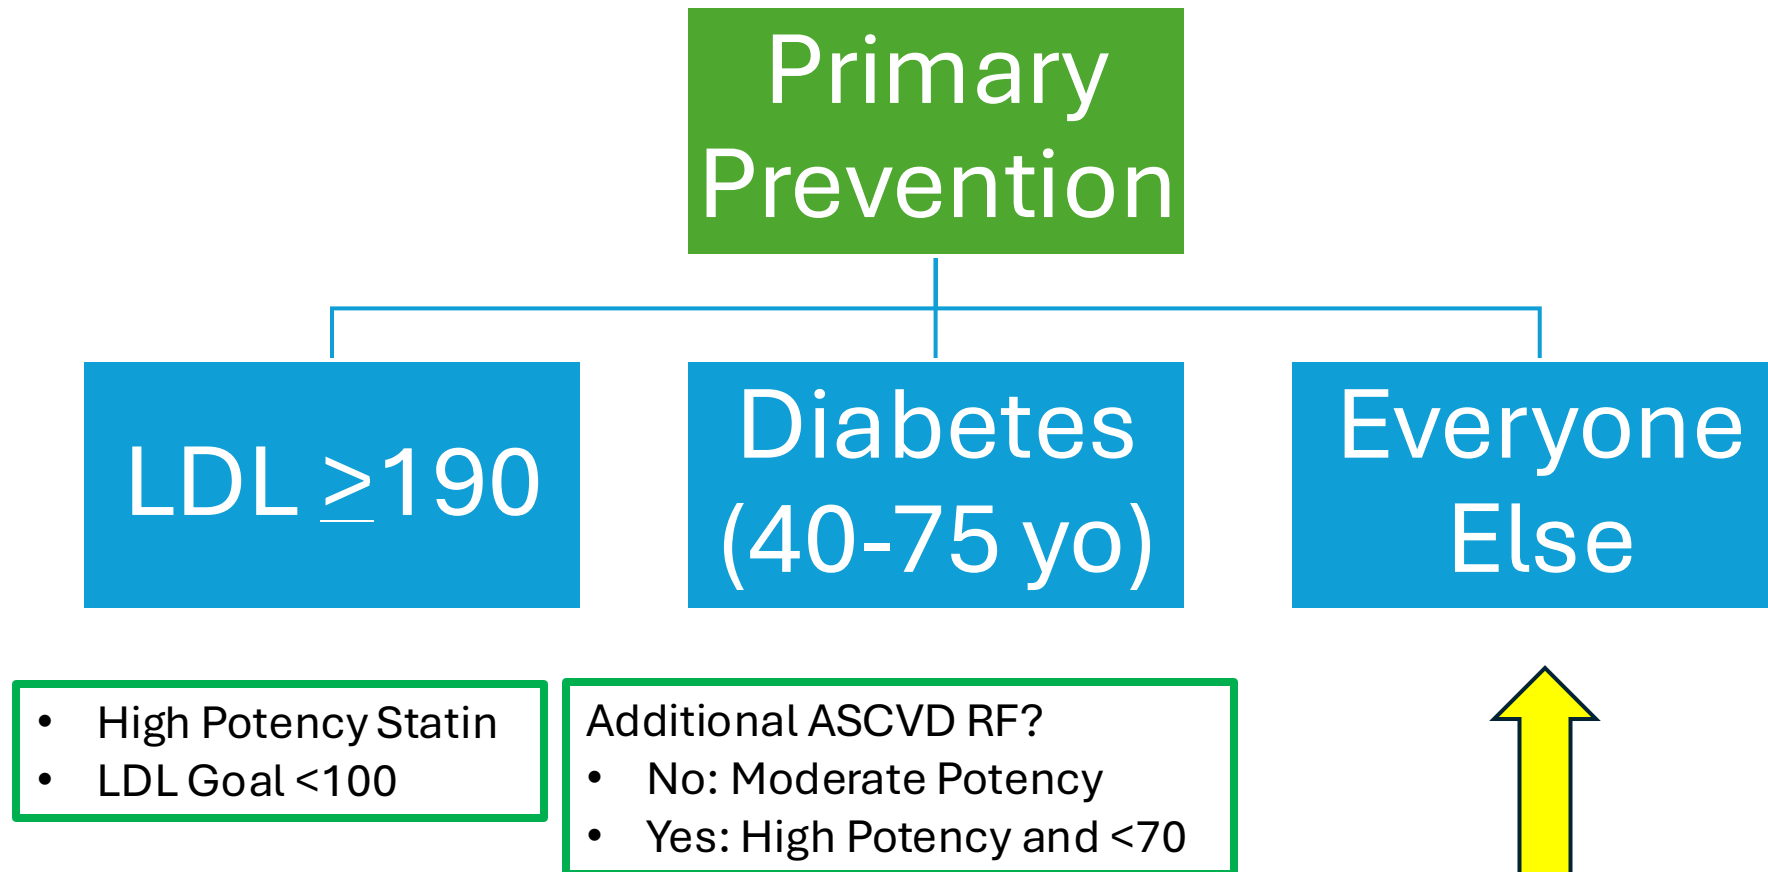 Primary
Prevention
LDL ≥190
Diabetes
(40-75 yo)
Everyone
Else
• High Potency Statin
• LDL Goal <100
Additional ASCVD RF?
• No: Moderate Potency
• Yes: High Potency and <70